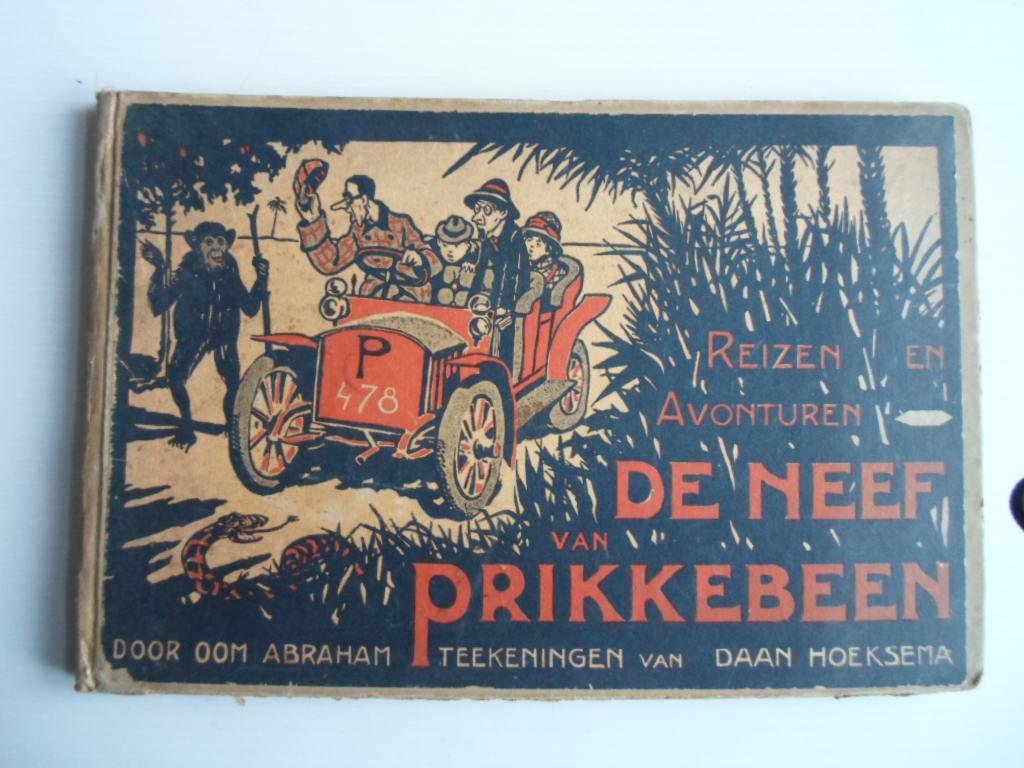 P
478
REIZEN EN
AVONTUREN
DE NEEF
VAN
PRIKKEBEEN
DOOR OOM ABRAHAM TEEKENINGEN VAN DAAN HOEKSEMA